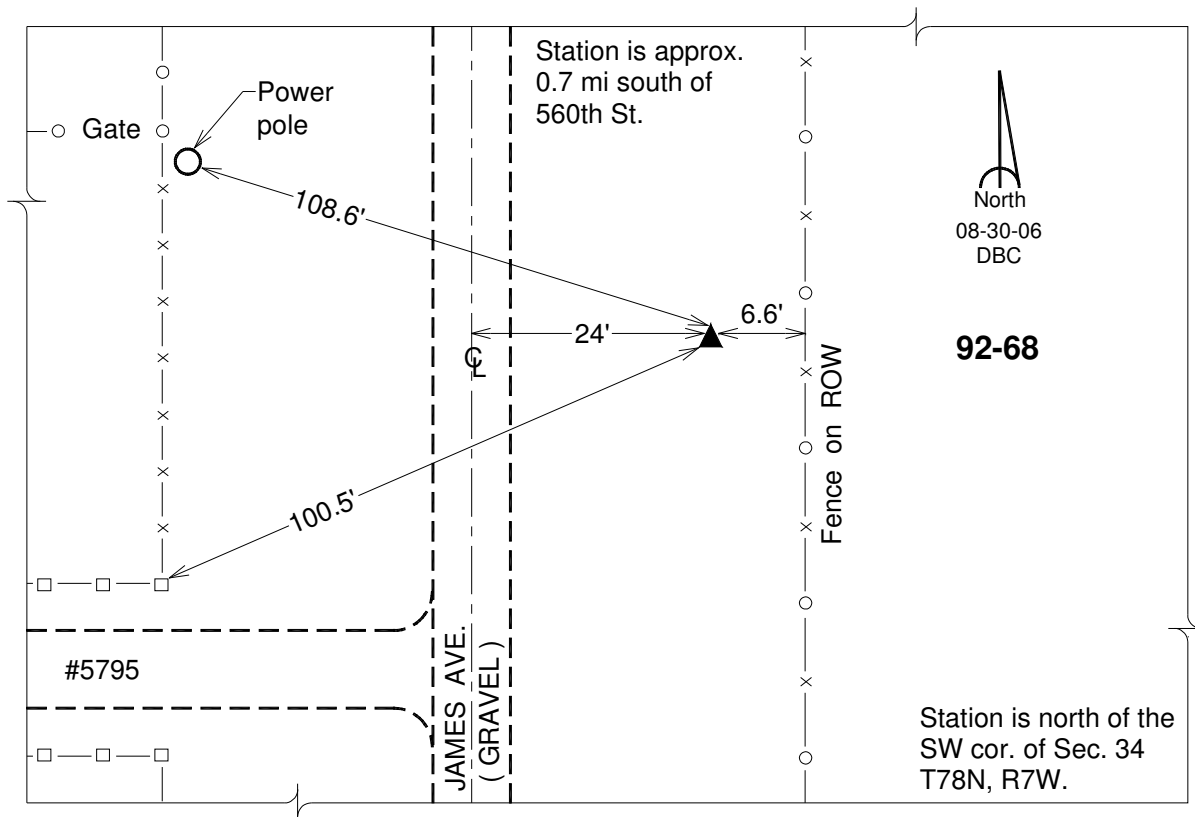 Station is approx.
0.7 mi south of
560th St.
Power
pole
Gate
108.6'
North
08-30-06
DBC
24'
6.6'
℄
92-68
Fence on ROW
100.5'
#5795
JAMES AVE.
( GRAVEL )
Station is north of the
SW cor. of Sec. 34
T78N, R7W.